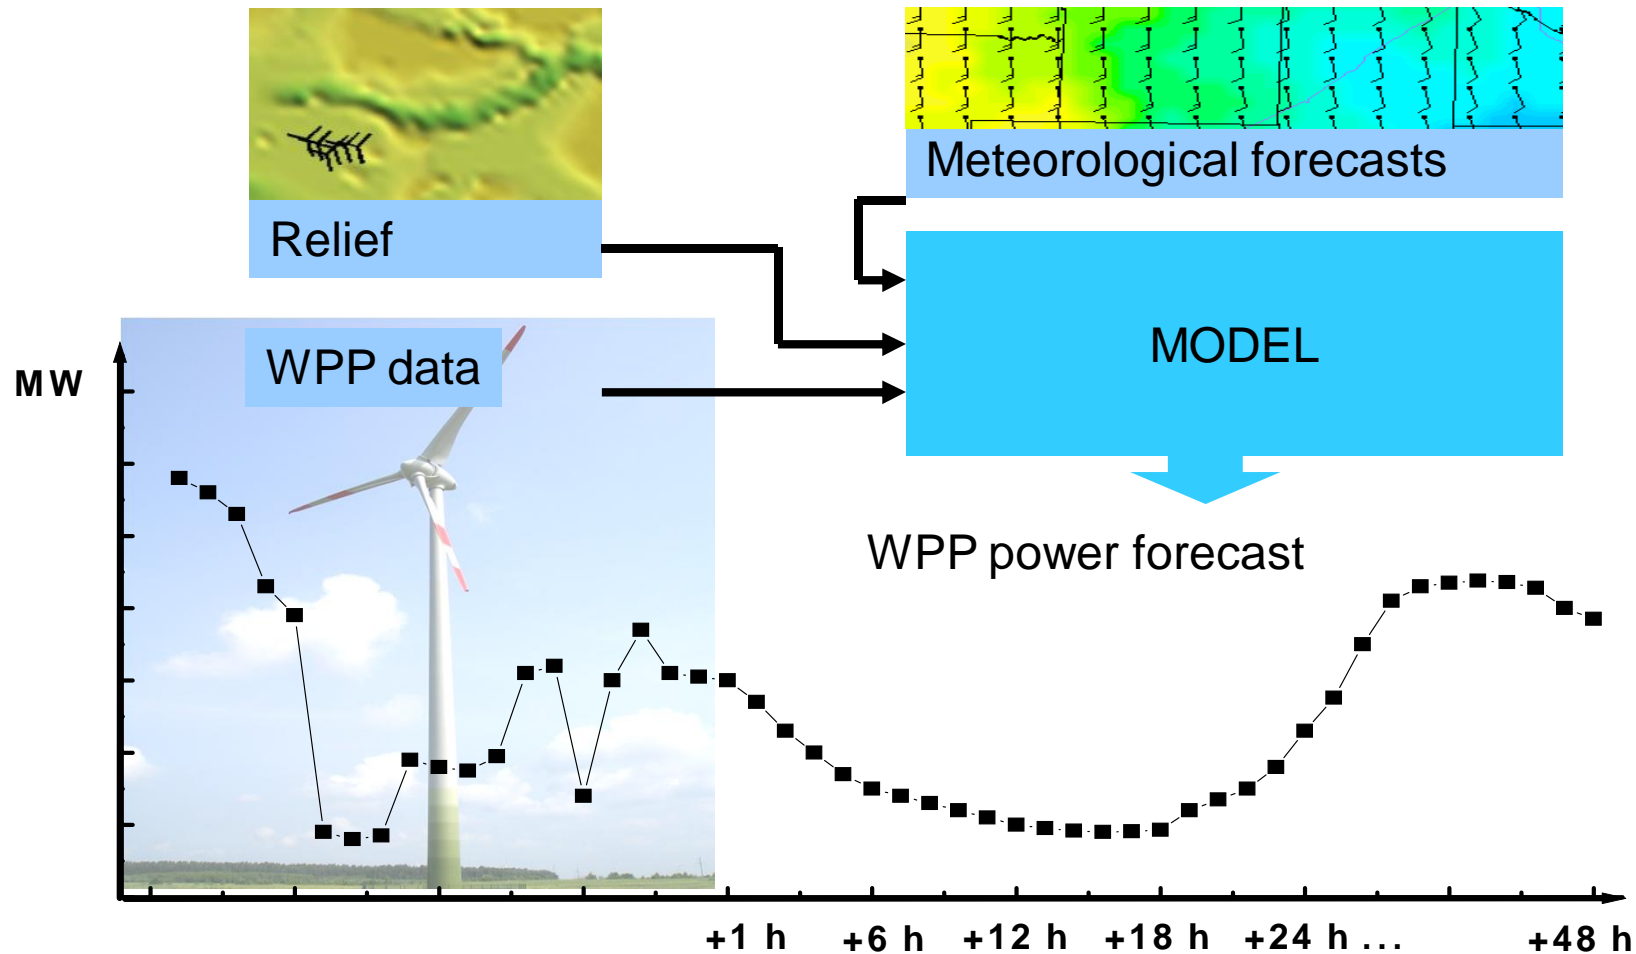 Meteorological forecasts
Relief
MODEL
WPP data
MW
WPP power forecast
+1 h +6 h +12 h +18 h +24 h ... +48 h